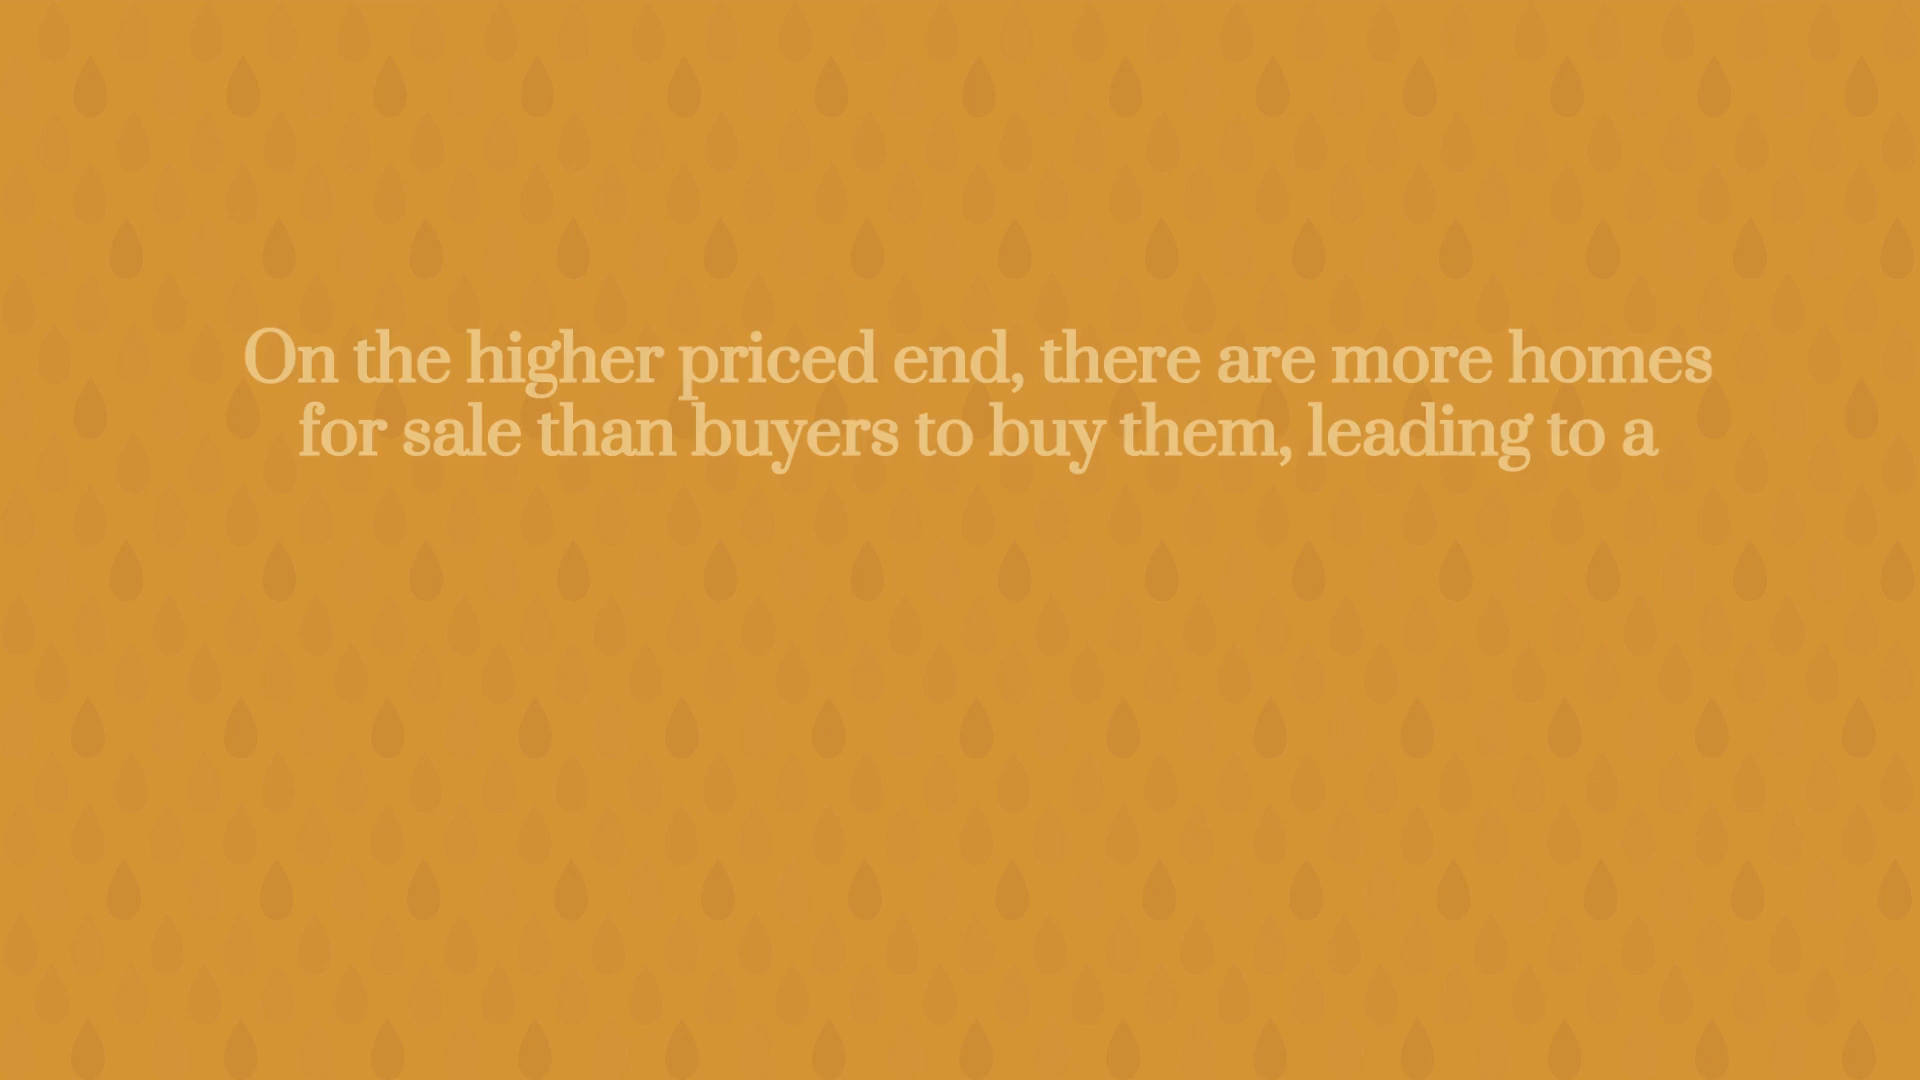 On the higher priced end, there are more homes
for sale than buyers to buy them, leading to a